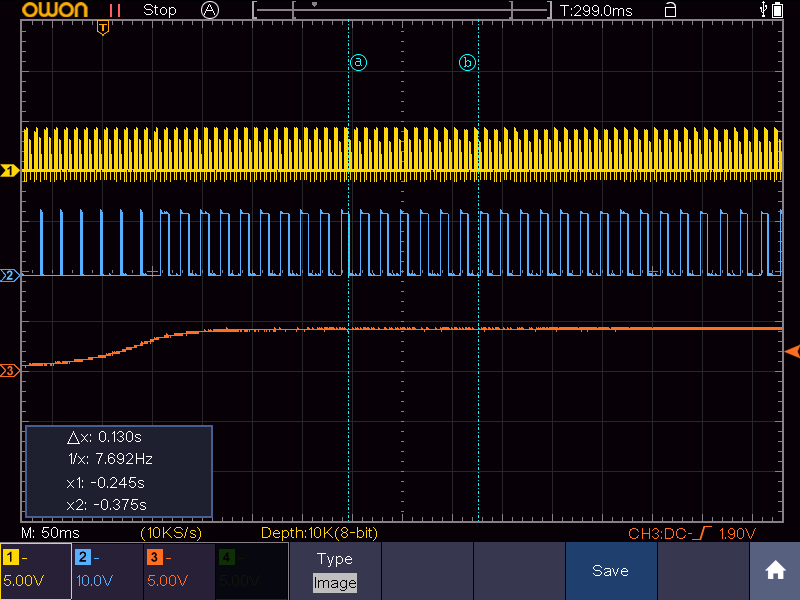 OWON Stop A T:299.0ms
T
a b
1
2
3
△x: 0.130s
1/x: 7.692Hz
x1: -0.245s
x2: -0.375s
M: 50ms (10KS/s) Depth:10K(8-bit) CH3:DC- 1.90V
1 - 2 - 3 - 4 - Type
5.00V 10.0V 5.00V 5.00V Image Save